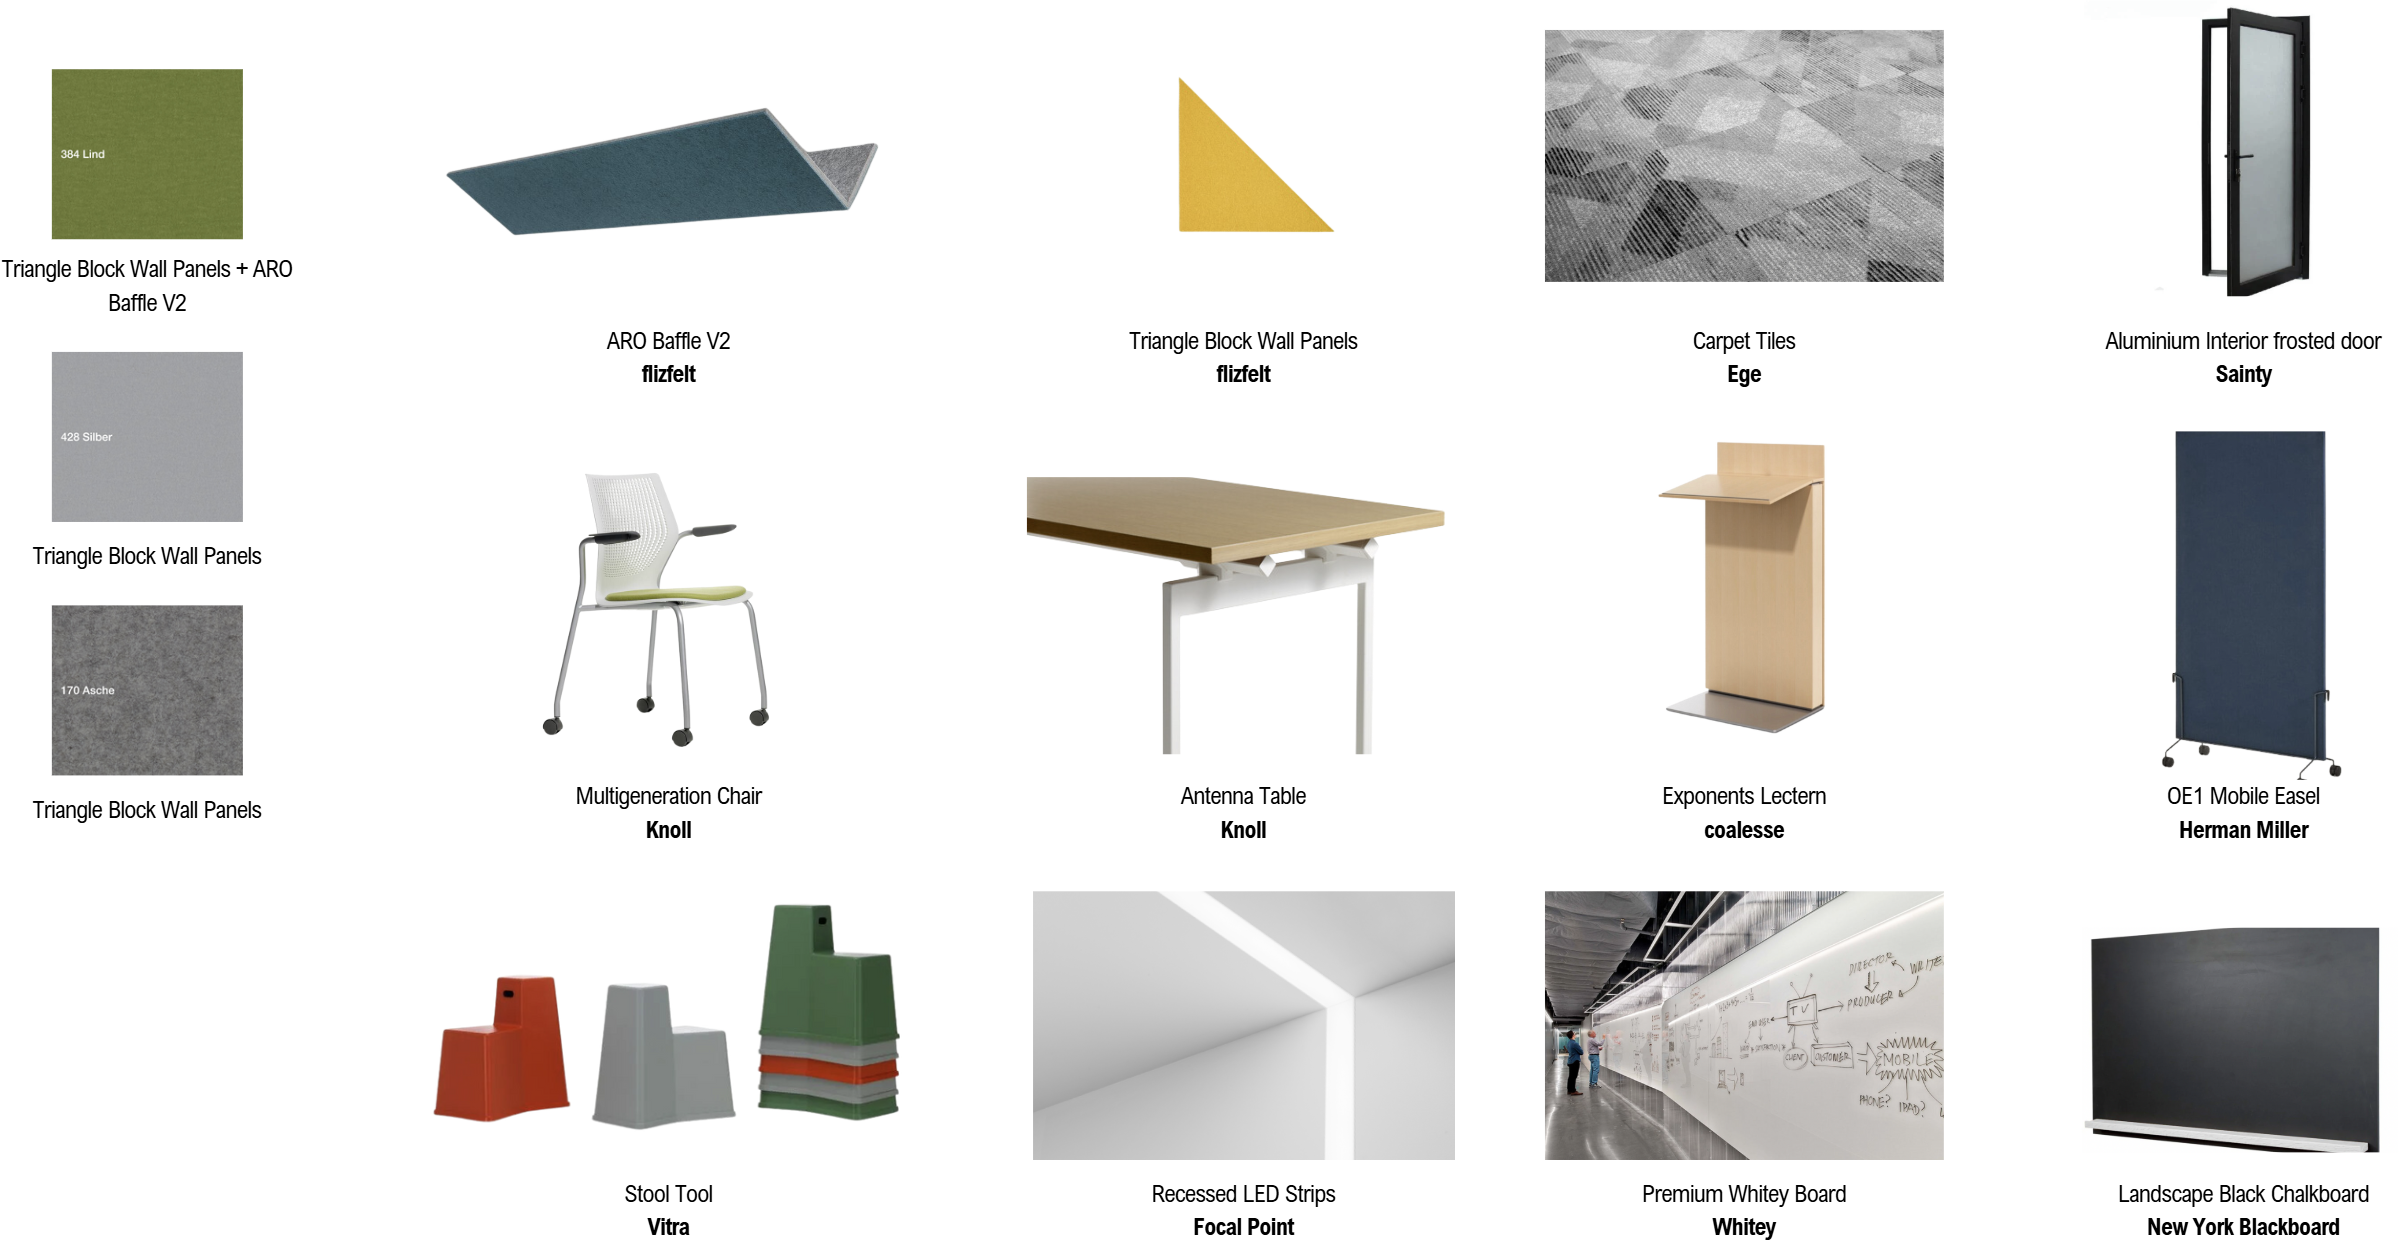 384 Lind
Triangle Block Wall Panels + ARO
Baffle V2
428 Silber
Triangle Block Wall Panels
170 Asche
Triangle Block Wall Panels
ARO Baffle V2
flizfelt
Triangle Block Wall Panels
flizfelt
Carpet Tiles
Ege
Aluminium Interior frosted door
Sainty
Multigeneration Chair
Knoll
Antenna Table
Knoll
Exponents Lectern
coalesse
OE1 Mobile Easel
Herman Miller
Stool Tool
Vitra
Recessed LED Strips
Focal Point
DIRECTOR
PRODUCER
TV
CLIENT
CUSTOMER
MOBILE
PHONE? IPAD?
Premium Whitey Board
Whitey
Landscape Black Chalkboard
New York Blackboard